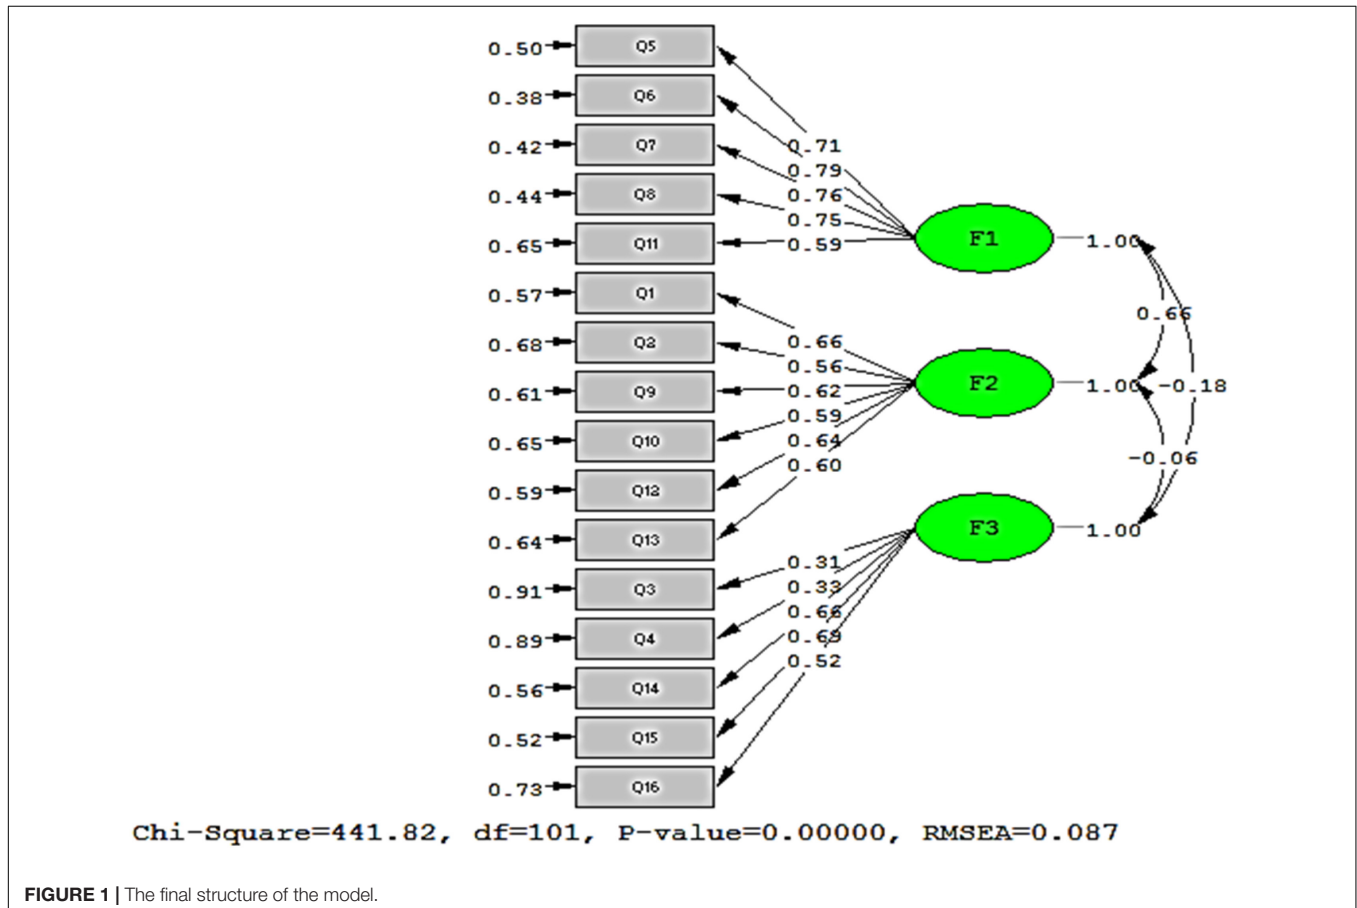 0.50 Q5
0.38 Q6
0.42 Q7
0.71
0.79
0.44 Q8
0.76
0.75
0.65 Q11
0.59
F1 1.00
0.57 Q1
0.66
0.68 Q2
0.66
0.56
0.61 Q9
0.62
F2 1.00 -0.18
0.59
0.65 Q10
0.64
-0.06
0.60
0.59 Q12
0.64 Q13
F3 1.00
0.31
0.91 Q3
0.33
0.66
0.89 Q4
0.69
0.52
0.56 Q14
0.52 Q15
0.73 Q16
Chi-Square=441.82, df=101, P-value=0.00000, RMSEA=0.087
FIGURE 1 | The final structure of the model.